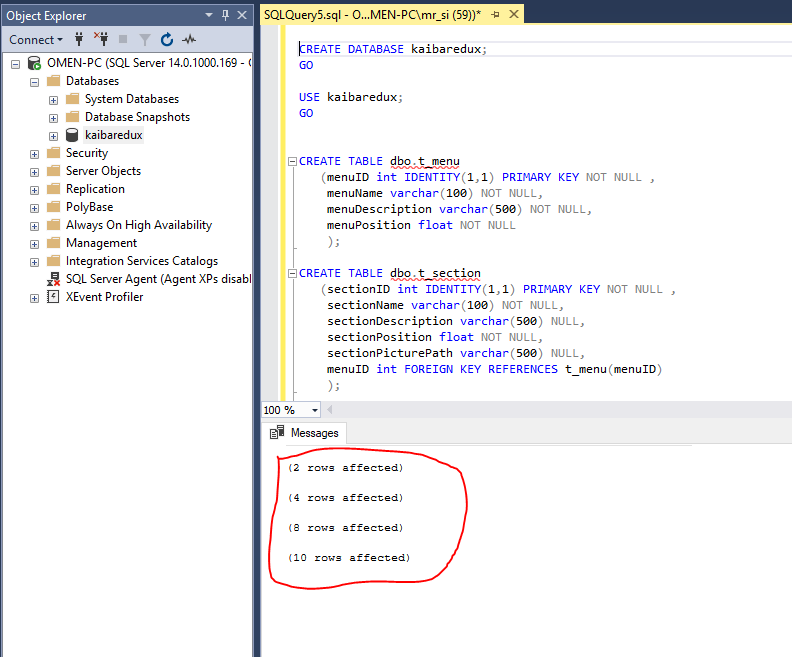 Object Explorer
Connect
OMEN-PC (SQL Server 14.0.1000.169 -
Databases
System Databases
Database Snapshots
kaibaredux
Security
Server Objects
Replication
PolyBase
Always On High Availability
Management
Integration Services Catalogs
SQL Server Agent (Agent XPs disabl
XEvent Profiler
SQLQuery5.sql - O...MEN-PC\mr_si (59))*
CREATE DATABASE kaibaredux;
GO
USE kaibaredux;
GO
CREATE TABLE dbo.t_menu
(menuID int IDENTITY(1,1) PRIMARY KEY NOT NULL ,
menuName varchar(100) NOT NULL,
menuDescription varchar(500) NOT NULL,
menuPosition float NOT NULL
);
CREATE TABLE dbo.t_section
(sectionID int IDENTITY(1,1) PRIMARY KEY NOT NULL ,
sectionName varchar(100) NOT NULL,
sectionDescription varchar(500) NULL,
sectionPosition float NOT NULL,
sectionPicturePath varchar(500) NULL,
menuID int FOREIGN KEY REFERENCES t_menu(menuID)
);
100 %
Messages
(2 rows affected)
(4 rows affected)
(8 rows affected)
(10 rows affected)